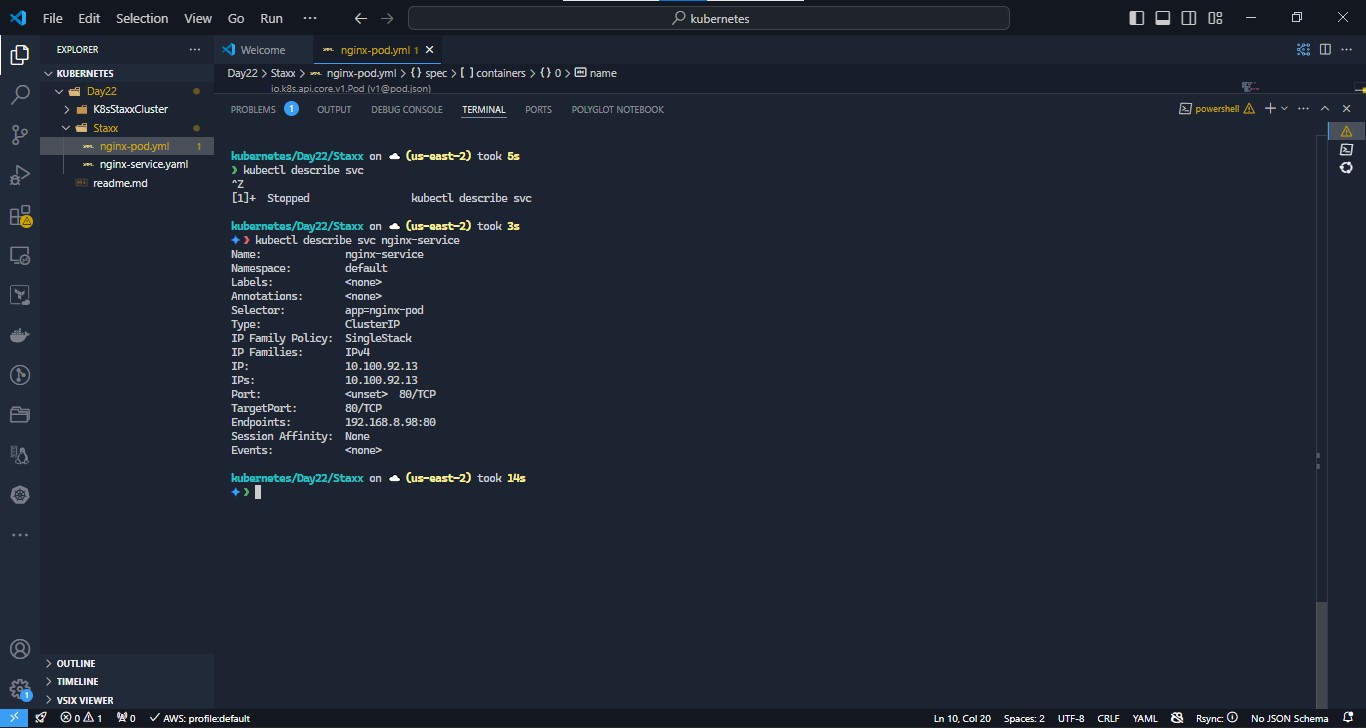 File Edit Selection View Go Run ··· kubernetes
EXPLORER ···
Welcome
nginx-pod.yml 1
KUBERNETES
Day22
K8sStaxxCluster
Staxx
nginx-pod.yml 1
nginx-service.yaml
readme.md
Day22 > Staxx > nginx-pod.yml > {} spec > [ ] containers > {} 0 > name
io.k8s.api.core.v1.Pod (v1@pod.json)
PROBLEMS 1 OUTPUT DEBUG CONSOLE TERMINAL PORTS POLYGLOT NOTEBOOK powershell
kubernetes/Day22/Staxx on ☁ (us-east-2) took 5s
❯ kubectl describe svc
^Z
[1]+  Stopped                 kubectl describe svc
kubernetes/Day22/Staxx on ☁ (us-east-2) took 3s
✦ ❯ kubectl describe svc nginx-service
Name:              nginx-service
Namespace:         default
Labels:            <none>
Annotations:       <none>
Selector:          app=nginx-pod
Type:              ClusterIP
IP Family Policy:  SingleStack
IP Families:       IPv4
IP:                10.100.92.13
IPs:               10.100.92.13
Port:              <unset>  80/TCP
TargetPort:        80/TCP
Endpoints:         192.168.8.98:80
Session Affinity:  None
Events:            <none>
kubernetes/Day22/Staxx on ☁ (us-east-2) took 14s
✦ ❯
OUTLINE
TIMELINE
VSIX VIEWER
1
0 1 0 AWS: profile:default Ln 10, Col 20 Spaces: 2 UTF-8 CRLF YAML Rsync: No JSON Schema